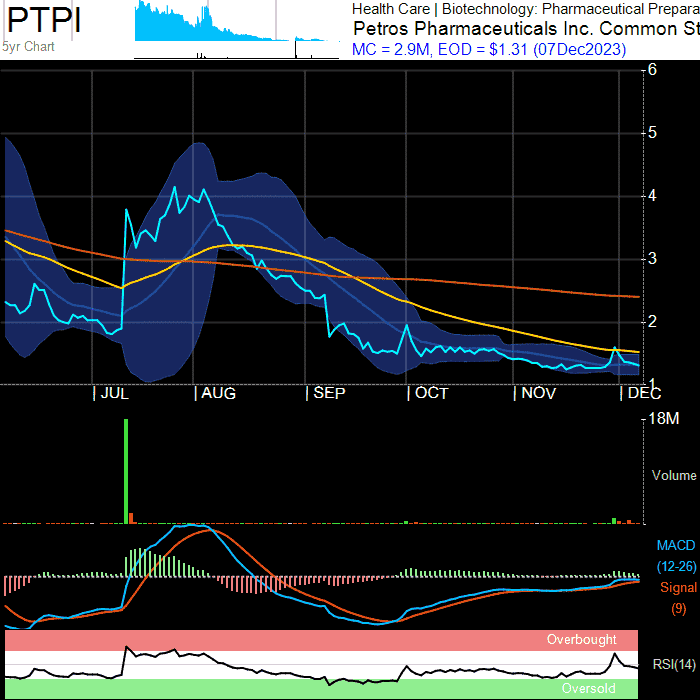 PTPI
5yr Chart
Health Care | Biotechnology: Pharmaceutical Prepara
Petros Pharmaceuticals Inc. Common St
MC = 2.9M, EOD = $1.31 (07Dec2023)
6
5
4
3
2
1
| JUL | AUG | SEP | OCT | NOV | DEC
18M
Volume
MACD
(12-26)
Signal
(9)
Overbought
RSI(14)
Oversold